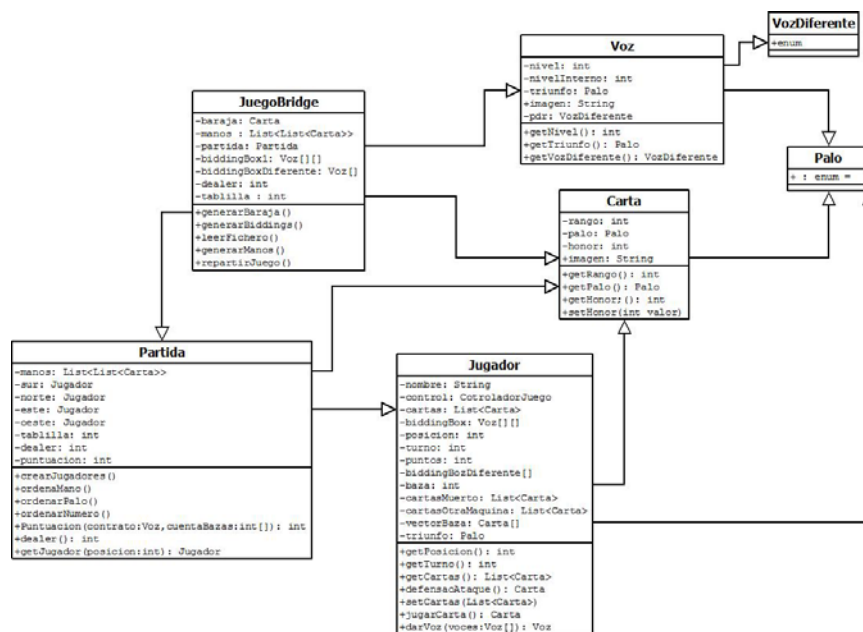 VozDiferente
+enum
Voz
-nivel: int
-nivelInterno: int
-triunfo: Palo
+imagen: String
-pdr: VozDiferente
+getNivel(): int
+getTriunfo(): Palo
+getVozDiferente(): VozDiferente
JuegoBridge
-baraja: Carta
-manos : List<List<Carta>>
-partida: Partida
-biddingBox1: Voz[][]
-biddingBoxDiferente: Voz[]
-dealer: int
-tablilla : int
+generarBaraja()
+generarBiddings()
+leerFichero()
+generarManos()
+repartirJuego()
Palo
+ : enum =
Carta
-rango: int
-palo: Palo
-honor: int
+imagen: String
+getRango(): int
+getPalo(): Palo
+getHonor;(): int
+setHonor(int valor)
Partida
-manos: List<List<Carta>>
-sur: Jugador
-norte: Jugador
-este: Jugador
-oeste: Jugador
-tablilla: int
-dealer: int
-puntuacion: int
+crearJugadores()
+ordenaMano()
+ordenarPalo()
+ordenarNumero()
+Puntuacion(contrato:Voz,cuentaBazas:int[]): int
+dealer(): int
+getJugador(posicion:int): Jugador
Jugador
-nombre: String
-control: CotroladorJuego
-cartas: List<Carta>
-biddingBox: Voz[][]
-posicion: int
-turno: int
-puntos: int
-biddingBozDiferente[]
-baza: int
-cartasMuerto: List<Carta>
-cartasOtraMaquina: List<Carta>
-vectorBaza: Carta[]
-triunfo: Palo
+getPosicion(): int
+getTurno(): int
+getCartas(): List<Carta>
+defensaoAtaque(): Carta
+setCartas(List<Carta>)
+jugarCarta(): Carta
+darVoz(voces:Voz[]): Voz